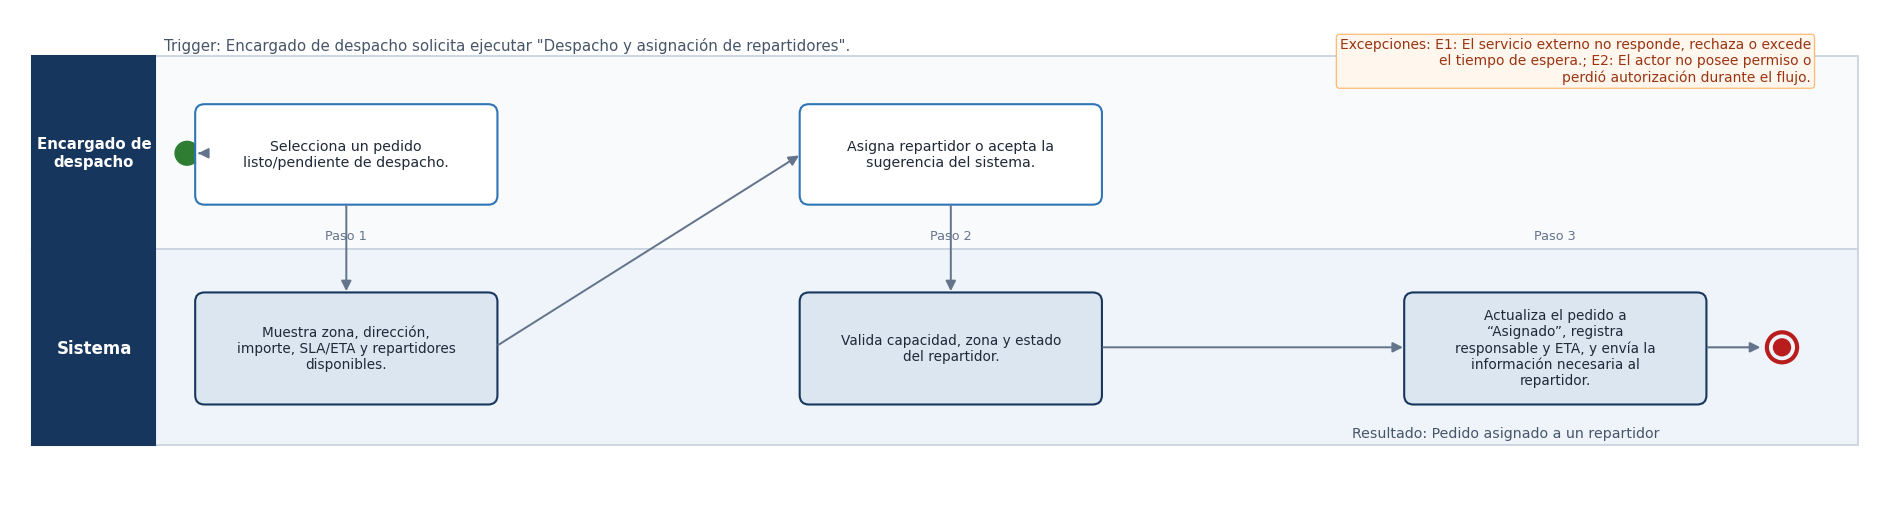 Trigger: Encargado de despacho solicita ejecutar "Despacho y asignación de repartidores".
Excepciones: E1: El servicio externo no responde, rechaza o excede
el tiempo de espera.; E2: El actor no posee permiso o
perdió autorización durante el flujo.
Encargado de
despacho
Selecciona un pedido
listo/pendiente de despacho.
Asigna repartidor o acepta la
sugerencia del sistema.
Paso 1
Paso 2
Paso 3
Sistema
Muestra zona, dirección,
importe, SLA/ETA y repartidores
disponibles.
Valida capacidad, zona y estado
del repartidor.
Actualiza el pedido a
“Asignado”, registra
responsable y ETA, y envía la
información necesaria al
repartidor.
Resultado: Pedido asignado a un repartidor